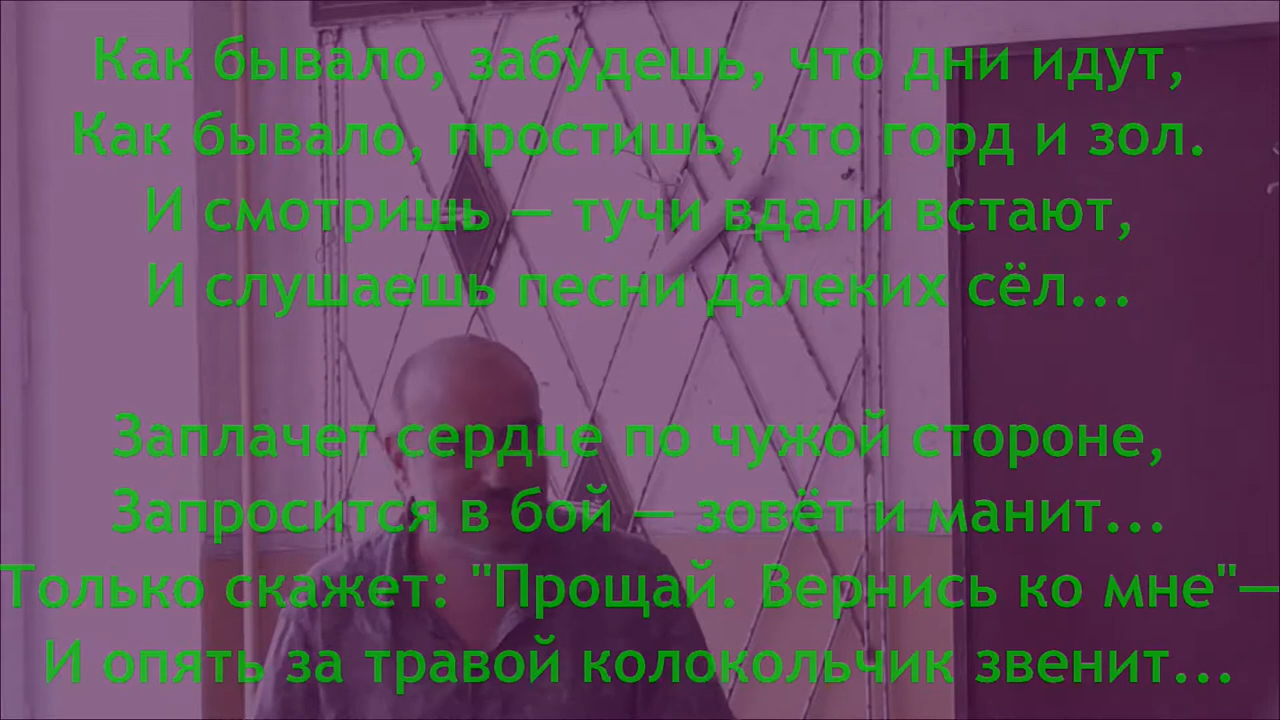 Как бывало, забудешь, что дни идут,
Как бывало, простишь, кто горд и зол.
И смотришь — тучи вдали встают,
И слушаешь песни далеких сёл...
Заплачет сердце по чужой стороне,
Запросится в бой — зовёт и манит...
Только скажет: "Прощай. Вернись ко мне"—
И опять за травой колокольчик звенит...